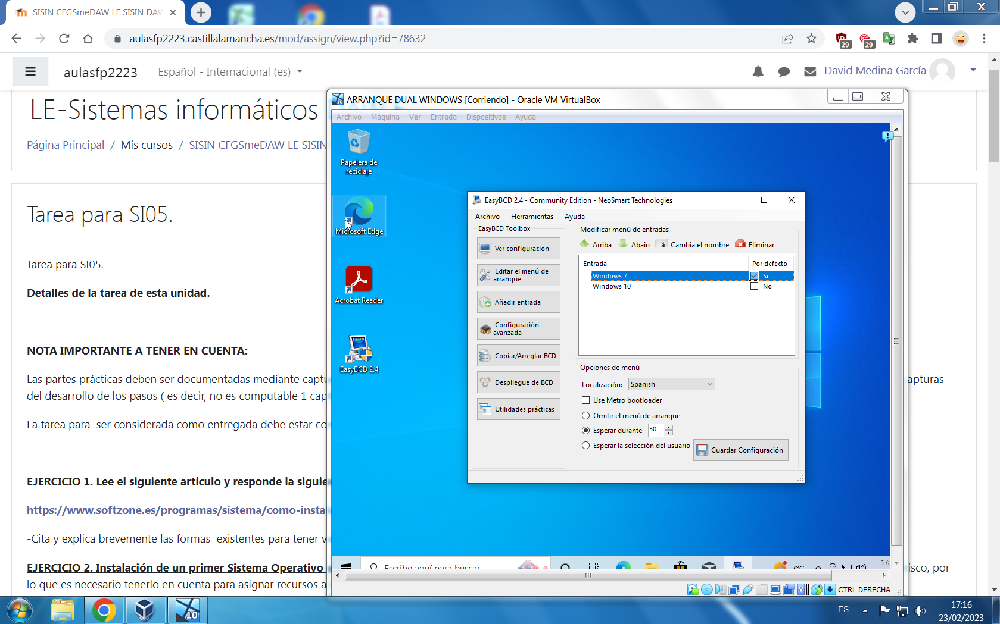 SISIN CFGSmeDAW LE SISIN DAW
aulasfp2223.castillalamancha.es/mod/assign/view.php?id=78632
29
29
aulasfp2223
Español - Internacional (es)
David Medina García
LE-Sistemas informáticos
Página Principal / Mis cursos / SISIN CFGSmeDAW LE SISIN
Tarea para SI05.
Tarea para SI05.
Detalles de la tarea de esta unidad.
NOTA IMPORTANTE A TENER EN CUENTA:
Las partes prácticas deben ser documentadas mediante captu
apturas
del desarrollo de los pasos ( es decir, no es computable 1 cap
La tarea para ser considerada como entregada debe estar co
EJERCICIO 1. Lee el siguiente articulo y responde la siguie
https://www.softzone.es/programas/sistema/como-insta
-Cita y explica brevemente las formas existentes para tener v
EJERCICIO 2. Instalación de un primer Sistema Operativo
isco, por
lo que es necesario tenerlo en cuenta para asignar recursos a
ARRANQUE DUAL WINDOWS [Corriendo] - Oracle VM VirtualBox
Archivo Máquina Ver Entrada Dispositivos Ayuda
Papelera de
reciclaje
Microsoft Edge
Acrobat Reader
EasyBCD 2.4
EasyBCD 2.4 - Community Edition - NeoSmart Technologies
Archivo Herramientas Ayuda
EasyBCD Toolbox
Ver configuración
Editar el menú de
arranque
Añadir entrada
Configuración
avanzada
Copiar/Arreglar BCD
Despliegue de BCD
Utilidades prácticas
Modificar menú de entradas
Arriba Abajo á Cambia el nombre Eliminar
Entrada Por defecto
Windows 7 Si
Windows 10 No
Opciones de menú
Localización: Spanish
Use Metro bootloader
Omitir el menú de arranque
Esperar durante 30
Esperar la selección del usuario
Guardar Configuración
Escribe aquí para buscar
7°C
17:
CTRL DERECHA
10
ES
17:16
23/02/2023